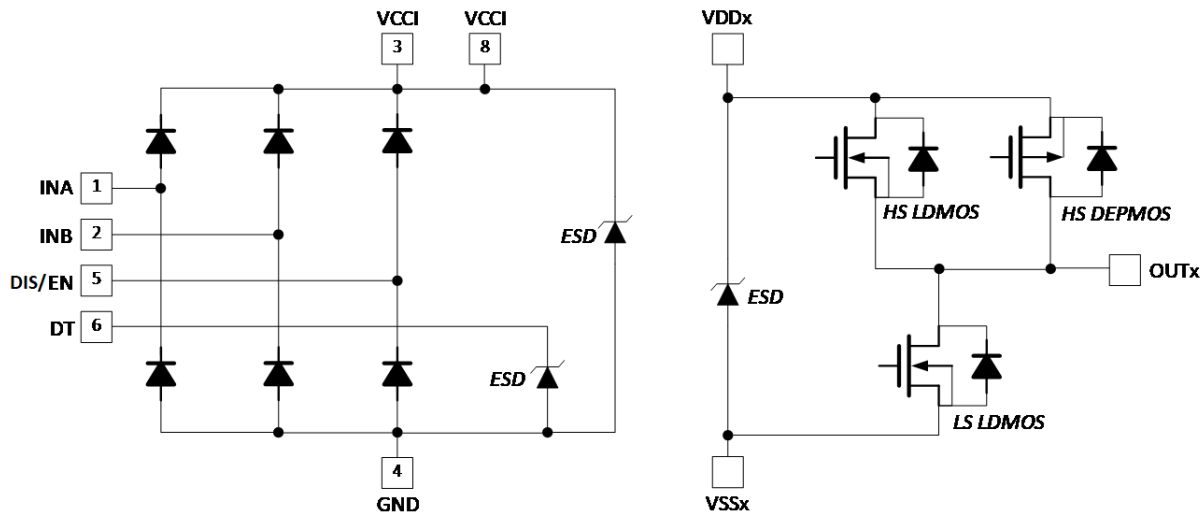 VCCI
VCCI
VDDx
3
8
INA
1
HS LDMOS
HS DEPMOS
INB
2
ESD
DIS/EN
5
OUTx
ESD
DT
6
ESD
LS LDMOS
4
GND
VSSx